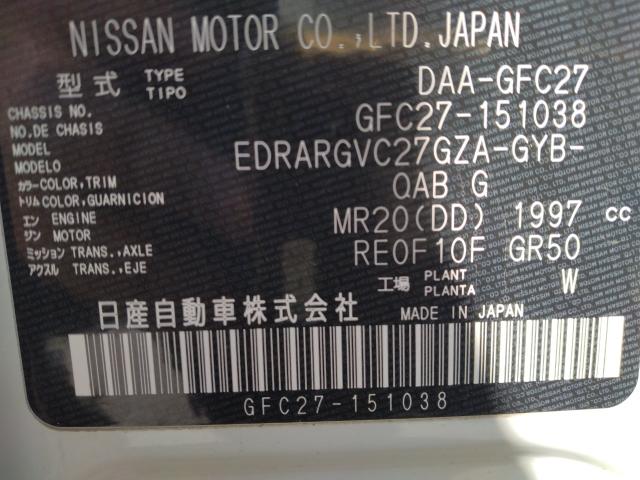 NISSAN MOTOR CO.,LTD.JAPAN
型式 TYPE TIPO DAA-GFC27
CHASSIS NO.
NO.DE CHASIS GFC27-151038
MODEL
MODELO EDRARGVC27GZA-GYB-
カラー COLOR,TRIM
トリム COLOR,GUARNICION QAB G
エン ENGINE
ジン MOTOR MR20(DD) 1997 cc
ミッション TRANS.,AXLE
アクスル TRANS.,EJE RE0F10F GR50
工場 PLANT PLANTA W
日産自動車株式会社 MADE IN JAPAN
GFC27-151038